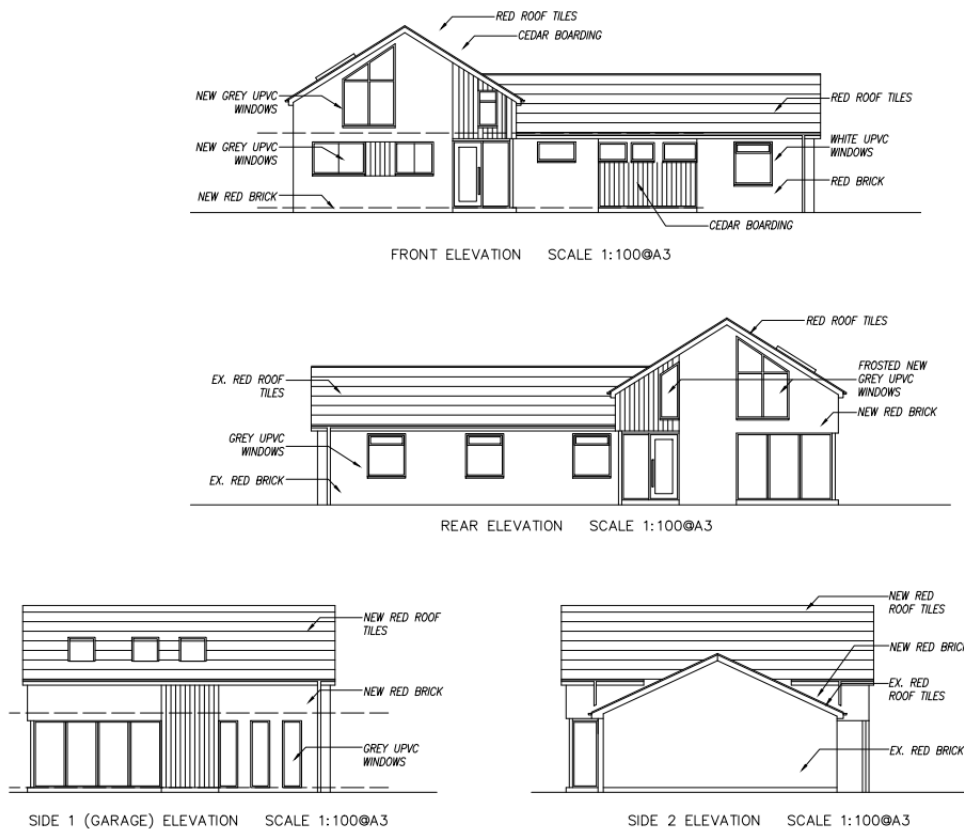 RED ROOF TILES
CEDAR BOARDING
NEW GREY UPVC
WINDOWS
RED ROOF TILES
NEW GREY UPVC
WINDOWS
WHITE UPVC
WINDOWS
NEW RED BRICK
RED BRICK
CEDAR BOARDING
FRONT ELEVATION SCALE 1:100@A3
RED ROOF TILES
EX. RED ROOF
TILES
FROSTED NEW
GREY UPVC
WINDOWS
NEW RED BRICK
GREY UPVC
WINDOWS
EX. RED BRICK
REAR ELEVATION SCALE 1:100@A3
NEW RED ROOF
TILES
NEW RED BRICK
GREY UPVC
WINDOWS
SIDE 1 (GARAGE) ELEVATION SCALE 1:100@A3
NEW RED
ROOF TILES
NEW RED BRICK
EX. RED
ROOF TILES
EX. RED BRICK
SIDE 2 ELEVATION SCALE 1:100@A3